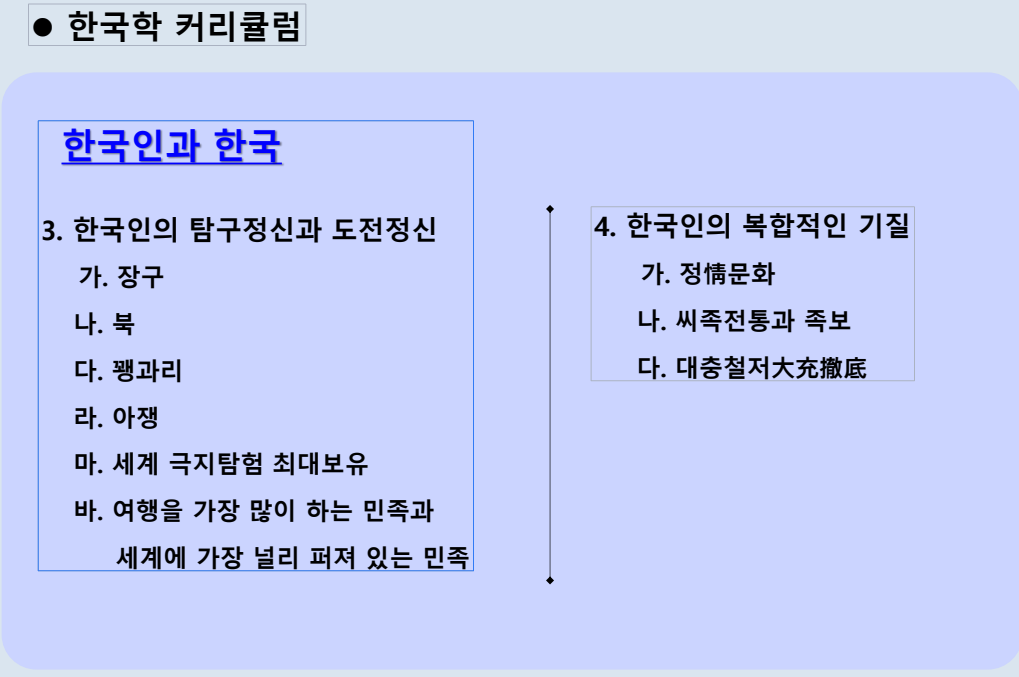 ● 한국학 커리큘럼
한국인과 한국
3. 한국인의 탐구정신과 도전정신
가. 장구
나. 북
다. 꽹과리
라. 아쟁
마. 세계 극지탐험 최대보유
바. 여행을 가장 많이 하는 민족과
세계에 가장 널리 퍼져 있는 민족
4. 한국인의 복합적인 기질
가. 정情문화
나. 씨족전통과 족보
다. 대충철저大充撤底